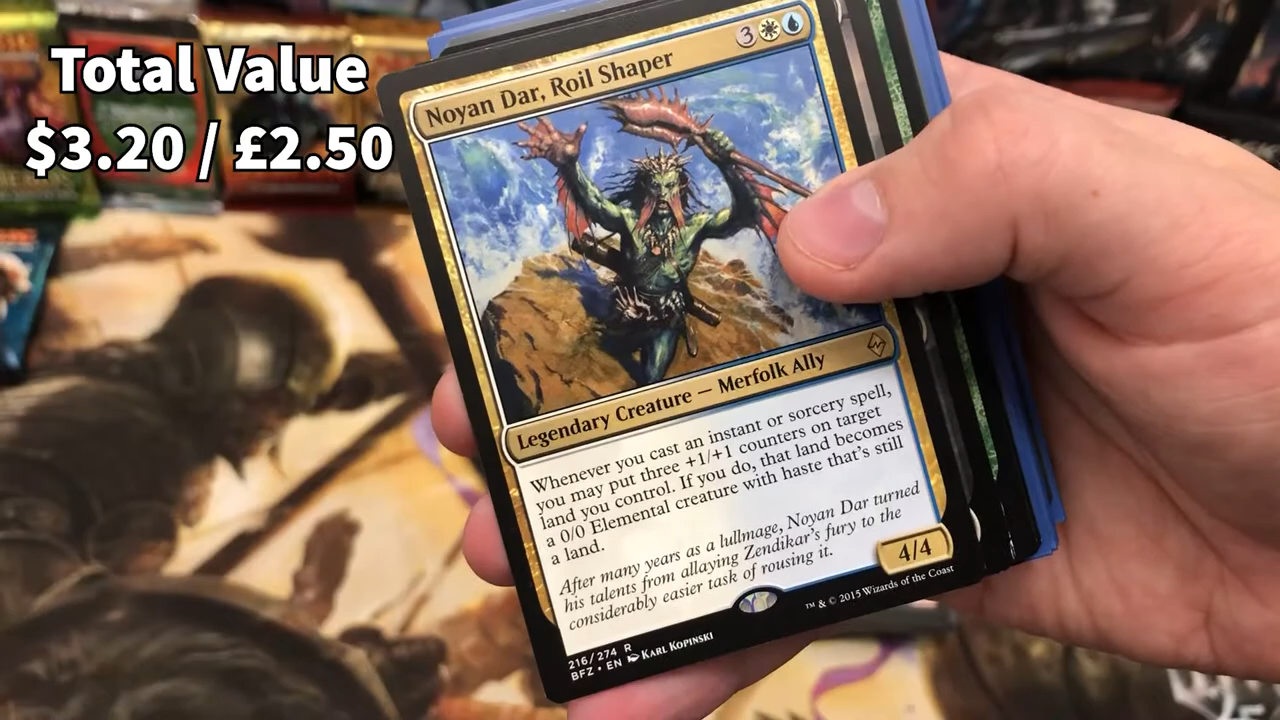 Total Value
$3.20 / £2.50
Noyan Dar, Roil Shaper
3
Legendary Creature — Merfolk Ally
Whenever you cast an instant or sorcery spell,
you may put three +1/+1 counters on target
land you control. If you do, that land becomes
a 0/0 Elemental creature with haste that's still
a land.
After many years as a lullmage, Noyan Dar turned
his talents from allaying Zendikar's fury to the
considerably easier task of rousing it.
4/4
216/274 R
BFZ • EN Karl Kopinski
™ & © 2015 Wizards of the Coast